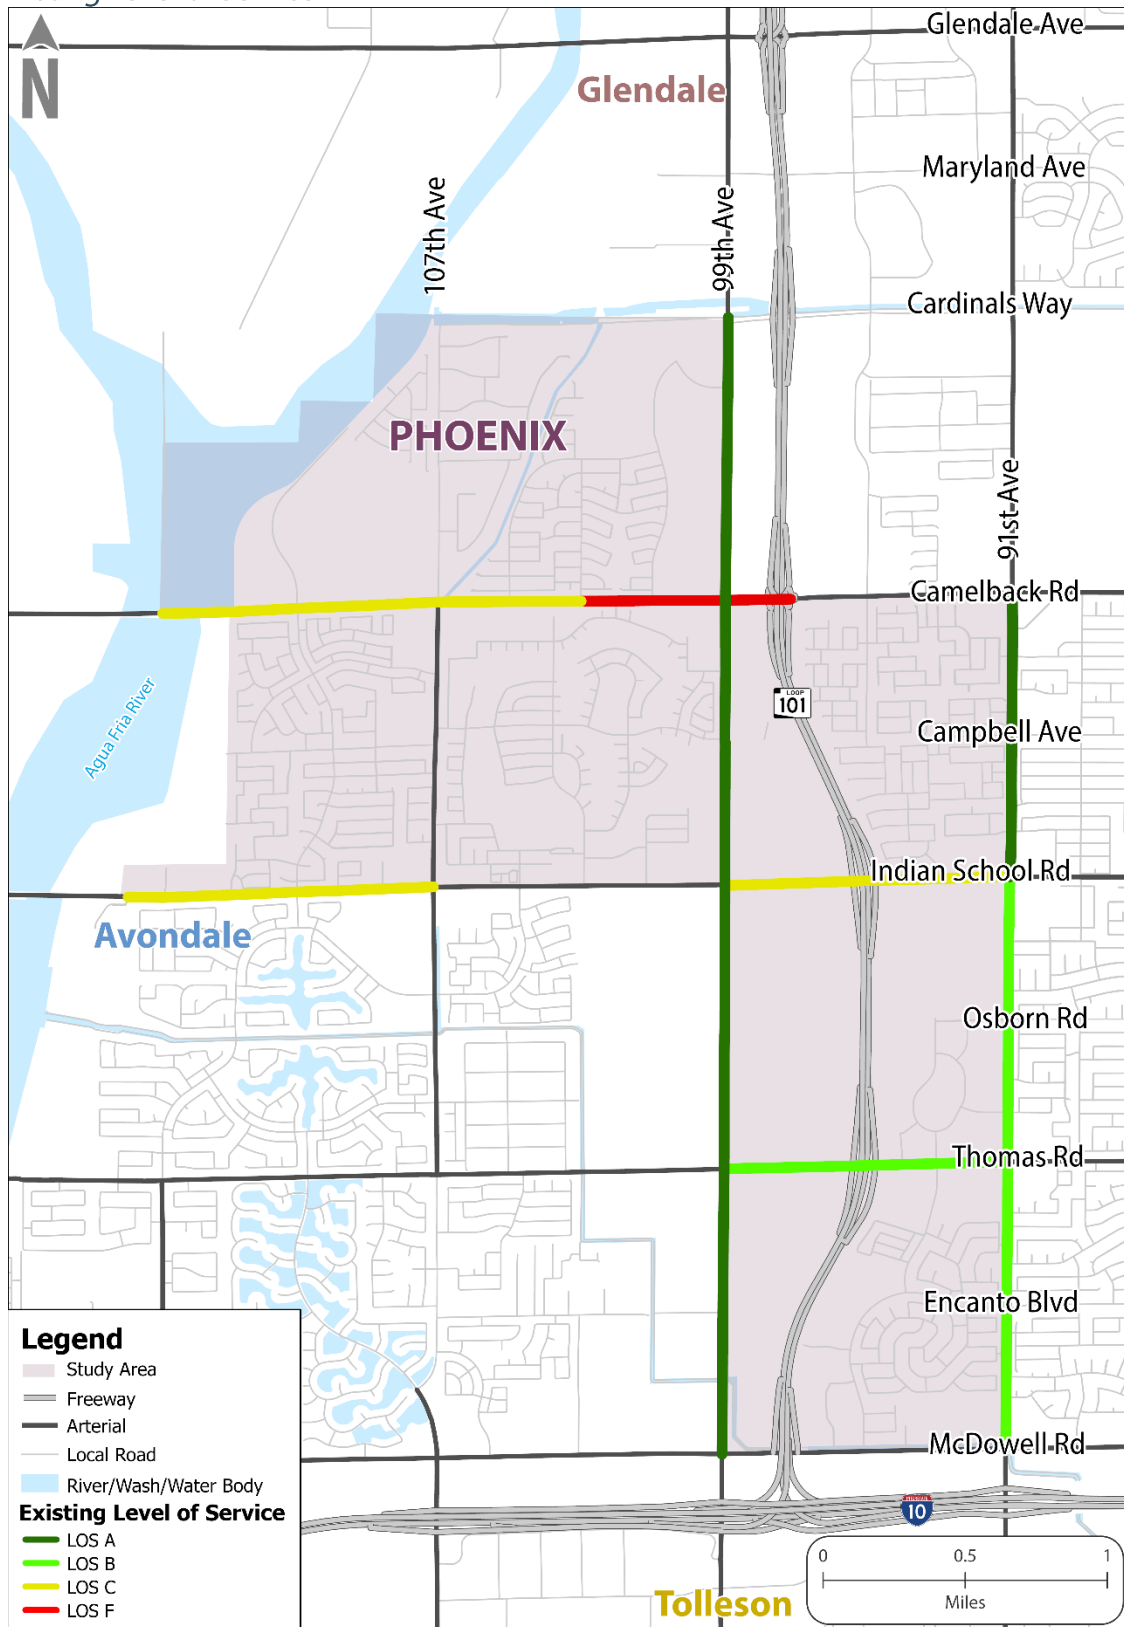 N
Glendale Ave
Glendale
Maryland Ave
107th Ave
99th Ave
Cardinals Way
PHOENIX
91st Ave
Camelback Rd
Agua Fria River
LOOP
101
Campbell Ave
Indian School Rd
Avondale
Osborn Rd
Thomas Rd
Encanto Blvd
McDowell Rd
10
Tolleson
Legend
Study Area
Freeway
Arterial
Local Road
River/Wash/Water Body
Existing Level of Service
LOS A
LOS B
LOS C
LOS F
0 0.5 1
Miles